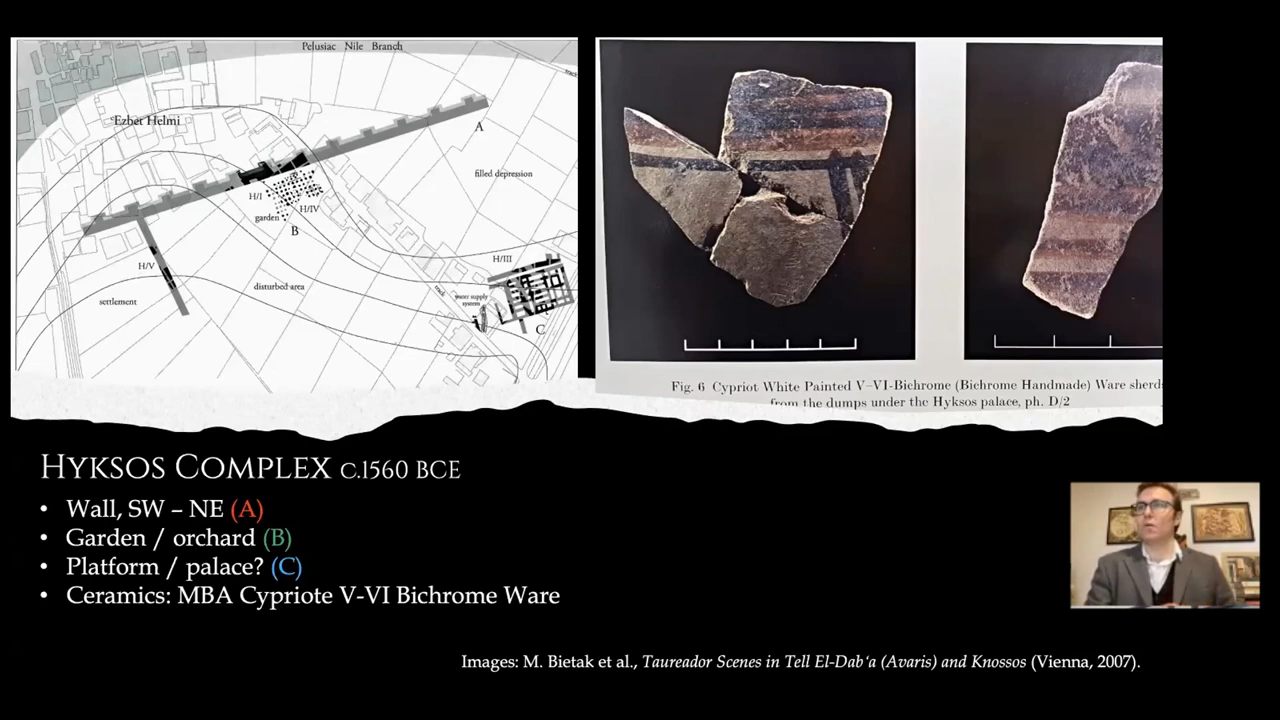 Pelusiac Nile Branch
track
Ezbet Helmi
A
filled depression
H/I
H/IV
garden
B
H/III
H/V
disturbed area
track
water supply
system
settlement
C
Fig. 6 Cypriot White Painted V–VI-Bichrome (Bichrome Handmade) Ware sherds
from the dumps under the Hyksos palace, ph. D/2
Hyksos Complex c.1560 BCE
• Wall, SW – NE (A)
• Garden / orchard (B)
• Platform / palace? (C)
• Ceramics: MBA Cypriote V-VI Bichrome Ware
Images: M. Bietak et al., Taureador Scenes in Tell El-Dab‘a (Avaris) and Knossos (Vienna, 2007).